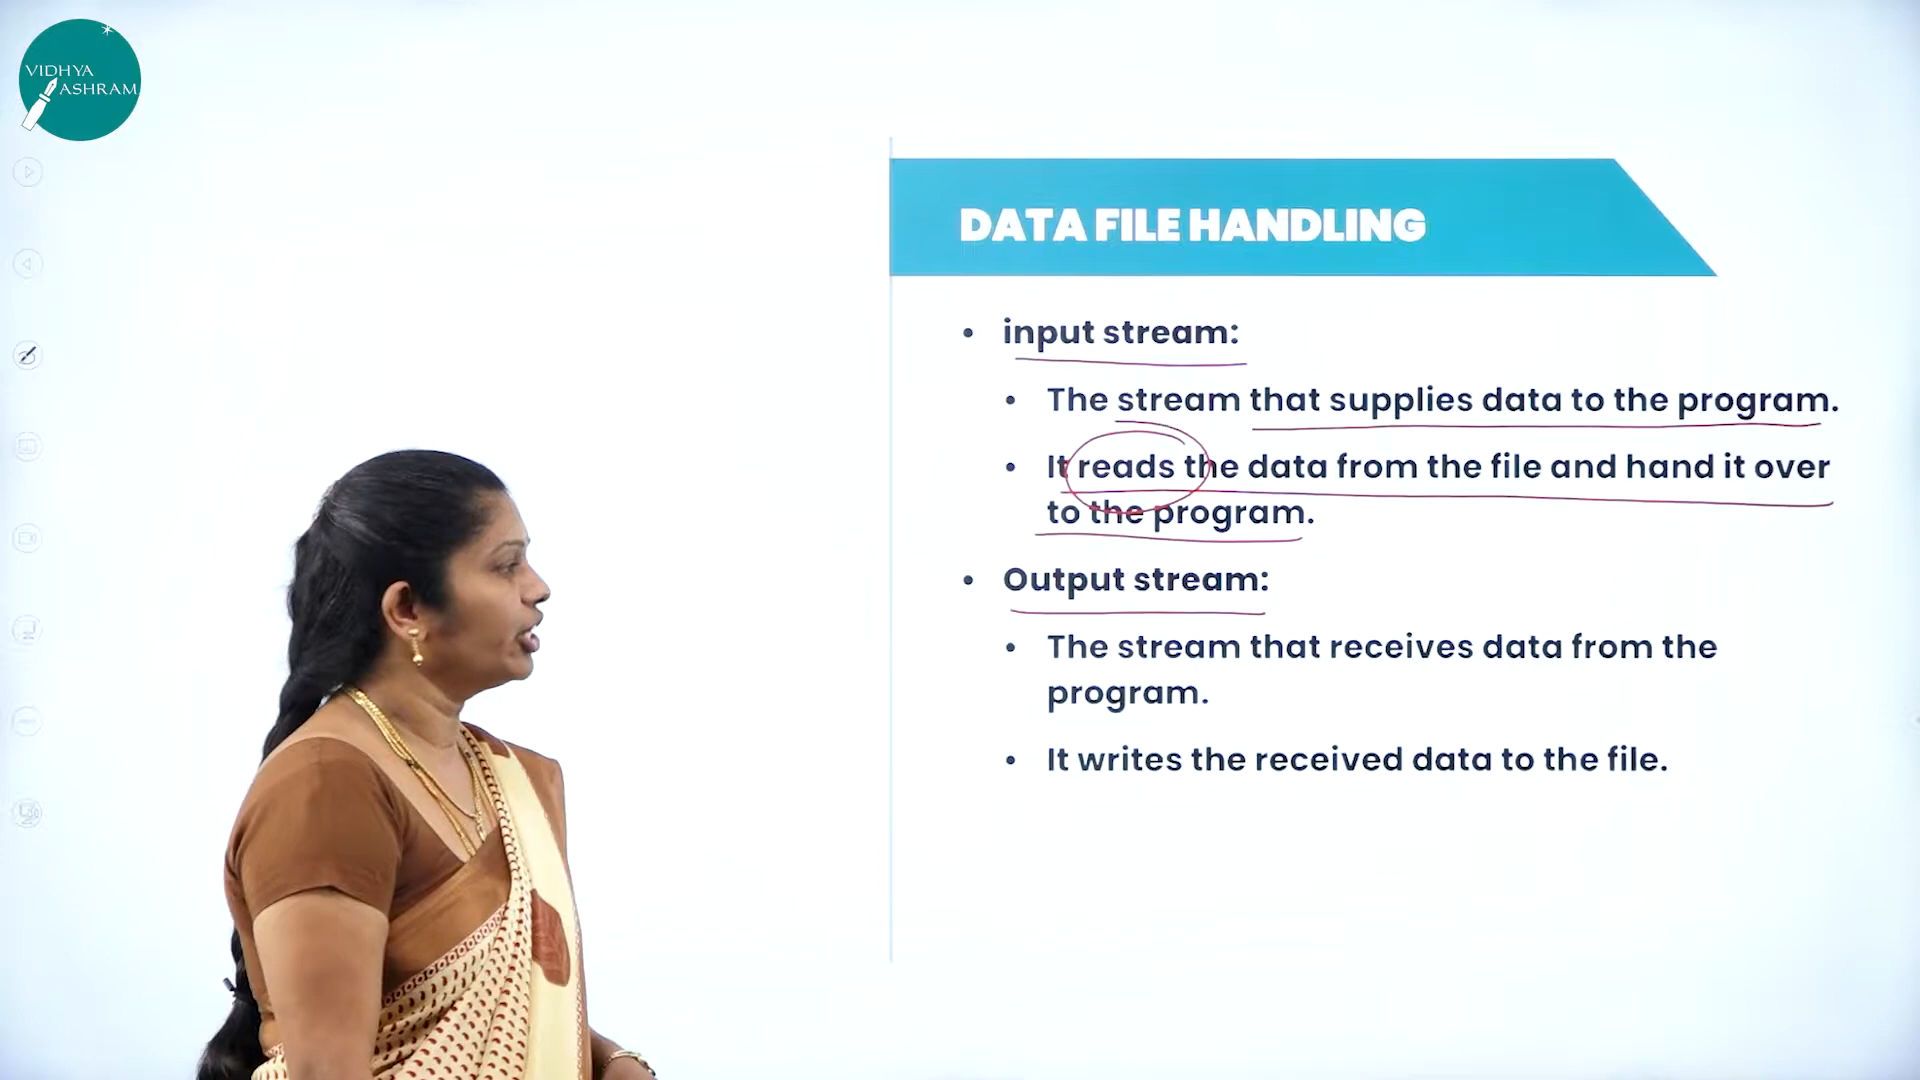 VIDHYA
ASHRAM
DATA FILE HANDLING
• input stream:
• The stream that supplies data to the program.
• It reads the data from the file and hand it over
to the program.
• Output stream:
• The stream that receives data from the
program.
• It writes the received data to the file.